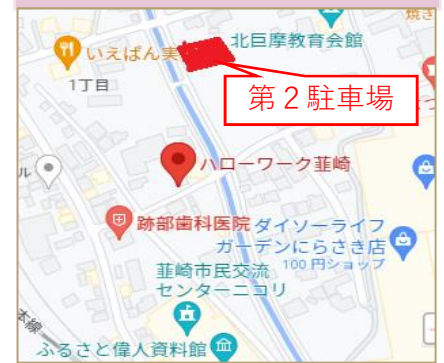 焼き
北巨摩教育会館
いえぱん実
1丁目
第２駐車場
ハローワーク韮崎
ル
跡部歯科医院
ダイソーライフ
ガーデンにらさき店
100 円ショップ
韮崎市民交流
センターニコリ
本線
ふるさと偉人資料館